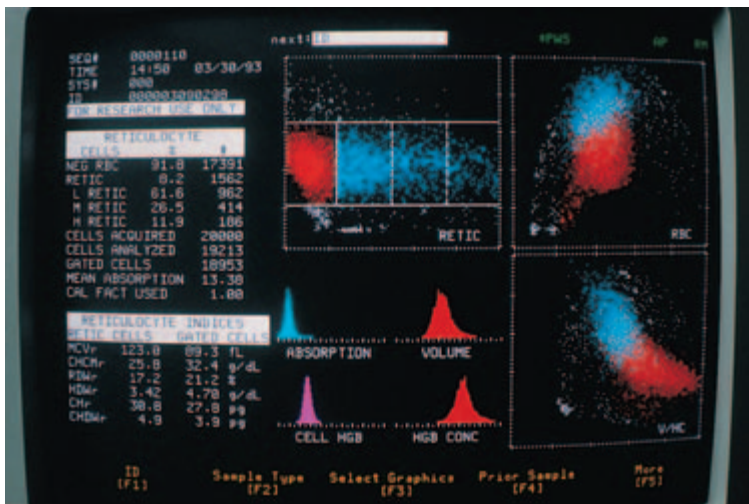 next: ID
#PWS AP RM
SEQ# 0000110
TIME 14:50 03/30/93
SYS# 000
ID 000003090298
FOR RESEARCH USE ONLY
RETICULOCYTE
CELLS % #
NEG RBC 91.8 17391
RETIC 8.2 1562
L RETIC 61.6 962
M RETIC 26.5 414
H RETIC 11.9 186
CELLS ACQUIRED 20000
CELLS ANALYZED 19213
GATED CELLS 18953
MEAN ABSORPTION 13.38
CAL FACT USED 1.00
RETIC
RBC
RETICULOCYTE INDICES
RETIC CELLS GATED CELLS
MCVr 123.0 89.3 fL
CHCMr 25.8 32.4 g/dL
RDWr 17.2 21.2 %
HDWr 3.42 4.70 g/dL
CHr 30.8 27.8 pg
CHDWr 4.9 3.9 pg
ABSORPTION VOLUME
CELL HGB HGB CONC
V/HC
ID Sample Type Select Graphics Prior Sample More
[F1] [F2] [F3] [F4] [F5]